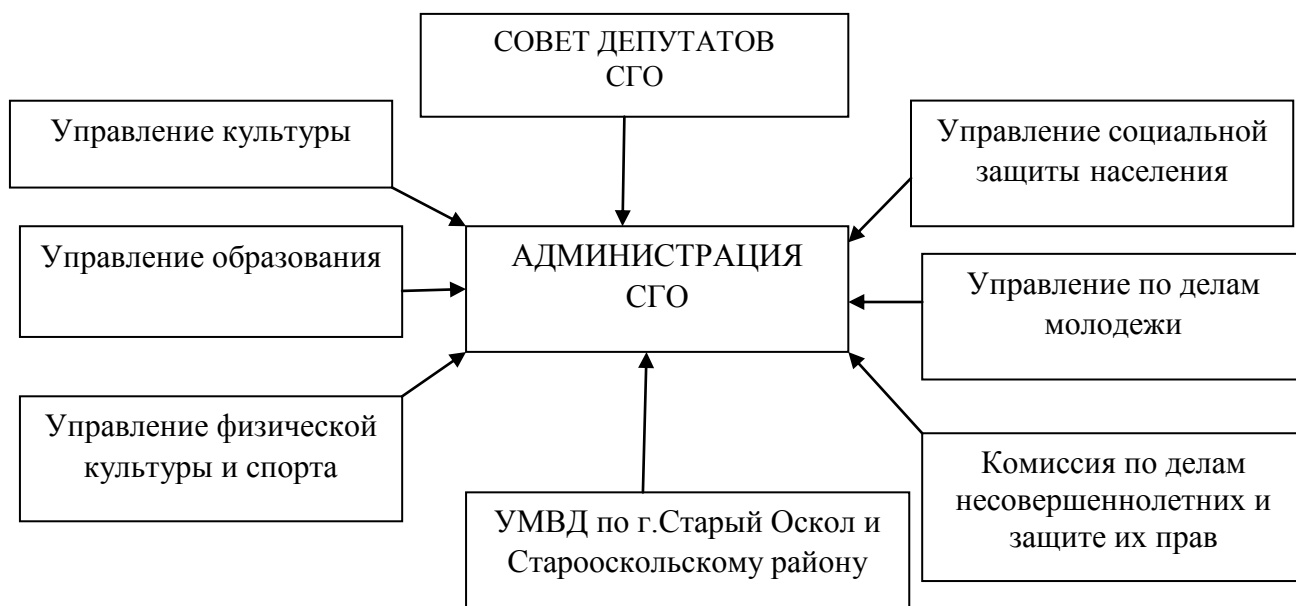 СОВЕТ ДЕПУТАТОВ
СГО
Управление культуры
Управление социальной
защиты населения
Управление образования
АДМИНИСТРАЦИЯ
СГО
Управление по делам
молодежи
Управление физической
культуры и спорта
УМВД по г.Старый Оскол и
Старооскольскому району
Комиссия по делам
несовершеннолетних и
защите их прав